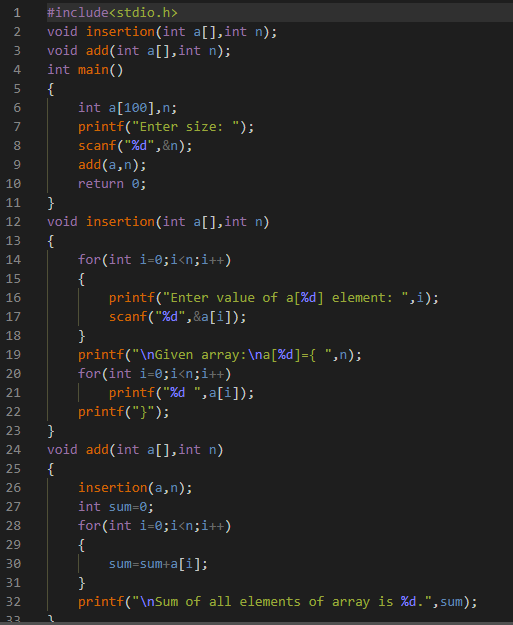 1 #include<stdio.h>
2 void insertion(int a[],int n);
3 void add(int a[],int n);
4 int main()
5 {
6     int a[100],n;
7     printf("Enter size: ");
8     scanf("%d",&n);
9     add(a,n);
10     return 0;
11 }
12 void insertion(int a[],int n)
13 {
14     for(int i=0;i<n;i++)
15     {
16         printf("Enter value of a[%d] element: ",i);
17         scanf("%d",&a[i]);
18     }
19     printf("\nGiven array:\na[%d]={ ",n);
20     for(int i=0;i<n;i++)
21         printf("%d ",a[i]);
22     printf("}");
23 }
24 void add(int a[],int n)
25 {
26     insertion(a,n);
27     int sum=0;
28     for(int i=0;i<n;i++)
29     {
30         sum=sum+a[i];
31     }
32     printf("\nSum of all elements of array is %d.",sum);
33 }